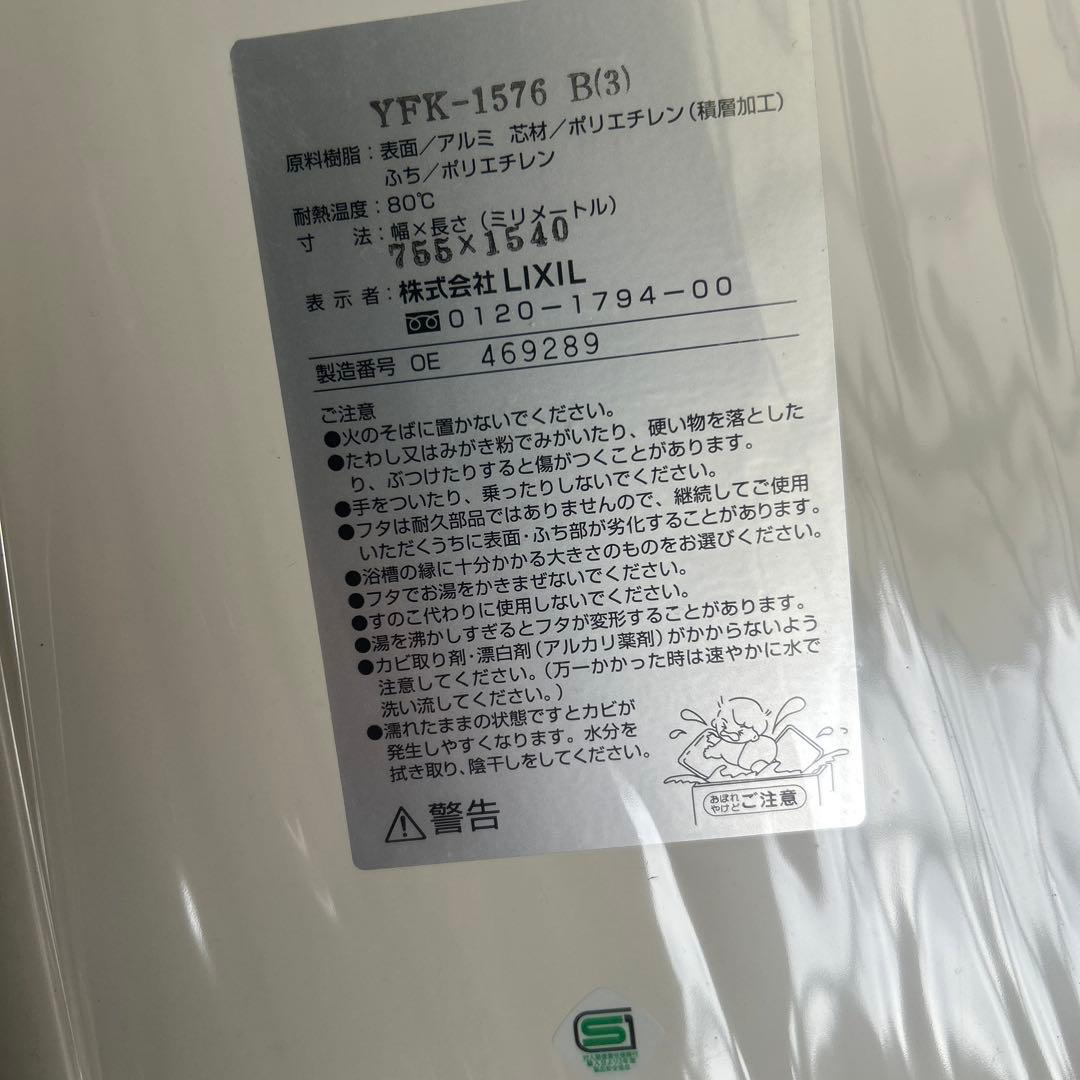 YFK-1576 B(3)
原料樹脂：表面／アルミ 芯材／ポリエチレン（積層加工）
ふち／ポリエチレン
耐熱温度：80℃
寸 法：幅×長さ（ミリメートル）
755×1540
表示者：株式会社LIXIL
0120-1794-00
製造番号 OE 469289
ご注意
●火のそばに置かないでください。
●たわし又はみがき粉でみがいたり、硬い物を落とした
り、ぶつけたりすると傷がつくことがあります。
●手をついたり、乗ったりしないでください。
●フタは耐久部品ではありませんので、継続してご使用
いただくうちに表面・ふち部が劣化することがあります。
●浴槽の縁に十分かかる大きさのものをお選びください。
●フタでお湯をかきまぜないでください。
●すのこ代わりに使用しないでください。
●湯を沸かしすぎるとフタが変形することがあります。
●カビ取り剤・漂白剤（アルカリ薬剤）がかからないよう
注意してください。（万一かかった時は速やかに水で
洗い流してください。）
●濡れたままの状態ですとカビが
発生しやすくなります。水分を
拭き取り、陰干しをしてください。
おぼれ
やけど ご注意
警告